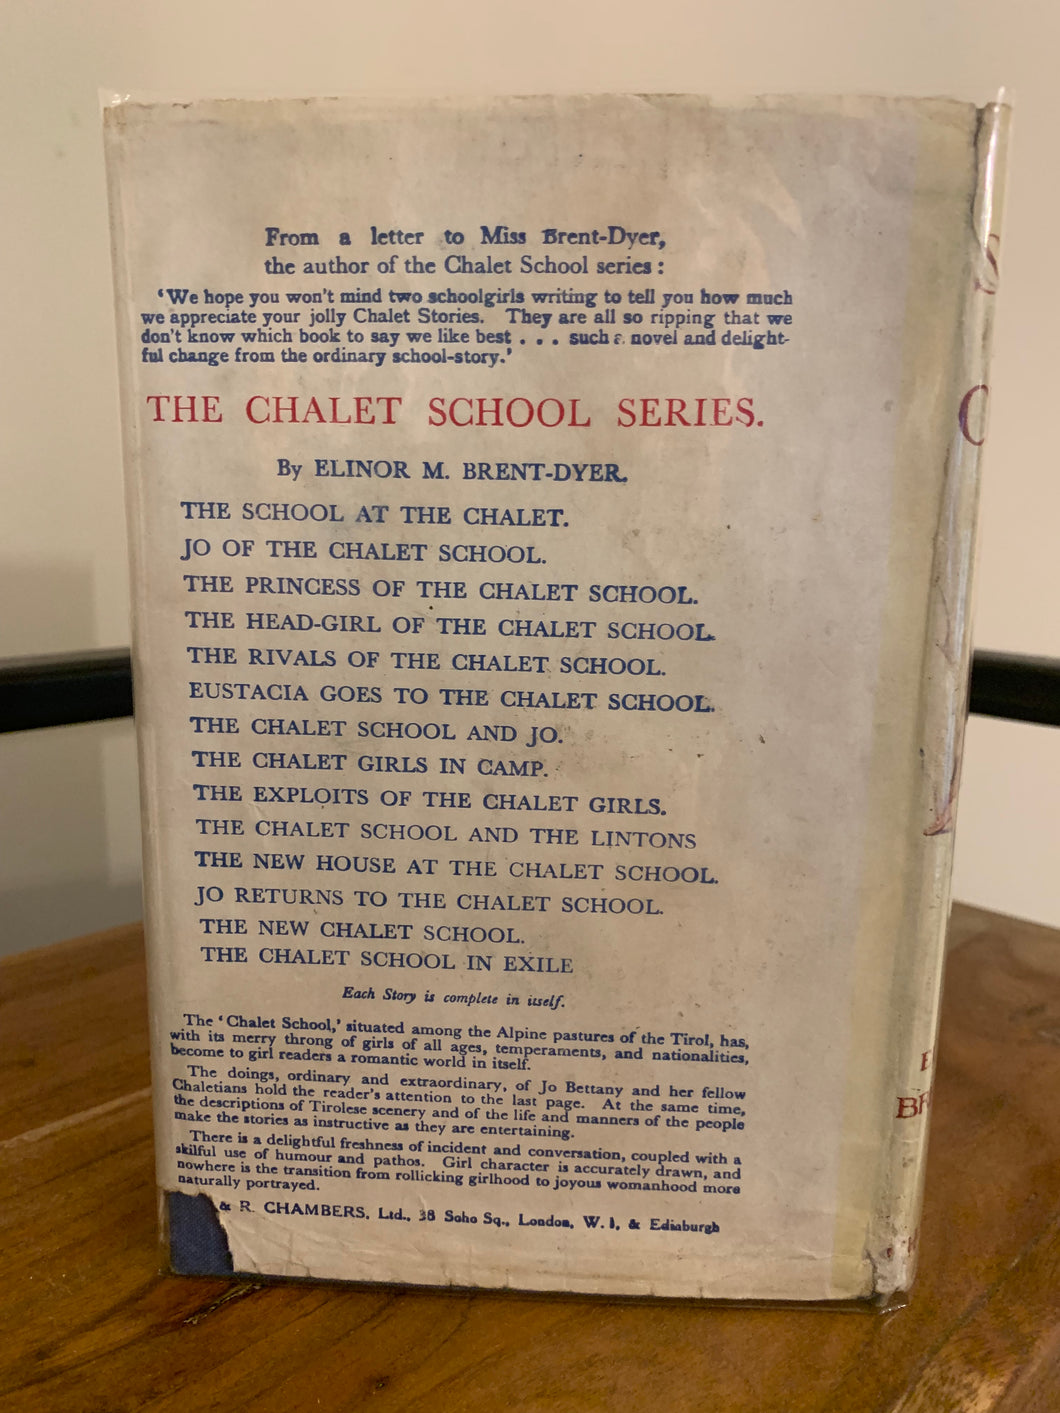 From a letter to Miss Brent-Dyer,
the author of the Chalet School series :
‘We hope you won't mind two schoolgirls writing to tell you how much
we appreciate your jolly Chalet Stories. They are all so ripping that we
don't know which book to say we like best . . . such a novel and delight-
ful change from the ordinary school-story.’
THE CHALET SCHOOL SERIES.
By ELINOR M. BRENT-DYER.
THE SCHOOL AT THE CHALET.
JO OF THE CHALET SCHOOL.
THE PRINCESS OF THE CHALET SCHOOL.
THE HEAD-GIRL OF THE CHALET SCHOOL.
THE RIVALS OF THE CHALET SCHOOL.
EUSTACIA GOES TO THE CHALET SCHOOL.
THE CHALET SCHOOL AND JO.
THE CHALET GIRLS IN CAMP.
THE EXPLOITS OF THE CHALET GIRLS.
THE CHALET SCHOOL AND THE LINTONS
THE NEW HOUSE AT THE CHALET SCHOOL.
JO RETURNS TO THE CHALET SCHOOL.
THE NEW CHALET SCHOOL.
THE CHALET SCHOOL IN EXILE
Each Story is complete in itself.
The ‘Chalet School,’ situated among the Alpine pastures of the Tirol, has,
with its merry throng of girls of all ages, temperaments, and nationalities,
become to girl readers a romantic world in itself.
The doings, ordinary and extraordinary, of Jo Bettany and her fellow
Chaletians hold the reader's attention to the last page. At the same time,
the descriptions of Tirolese scenery and of the life and manners of the people
make the stories as instructive as they are entertaining.
There is a delightful freshness of incident and conversation, coupled with a
skilful use of humour and pathos. Girl character is accurately drawn, and
nowhere is the transition from rollicking girlhood to joyous womanhood more
naturally portrayed.
& R. CHAMBERS, Ltd., 38 Soho Sq., London, W. 1, & Edinburgh